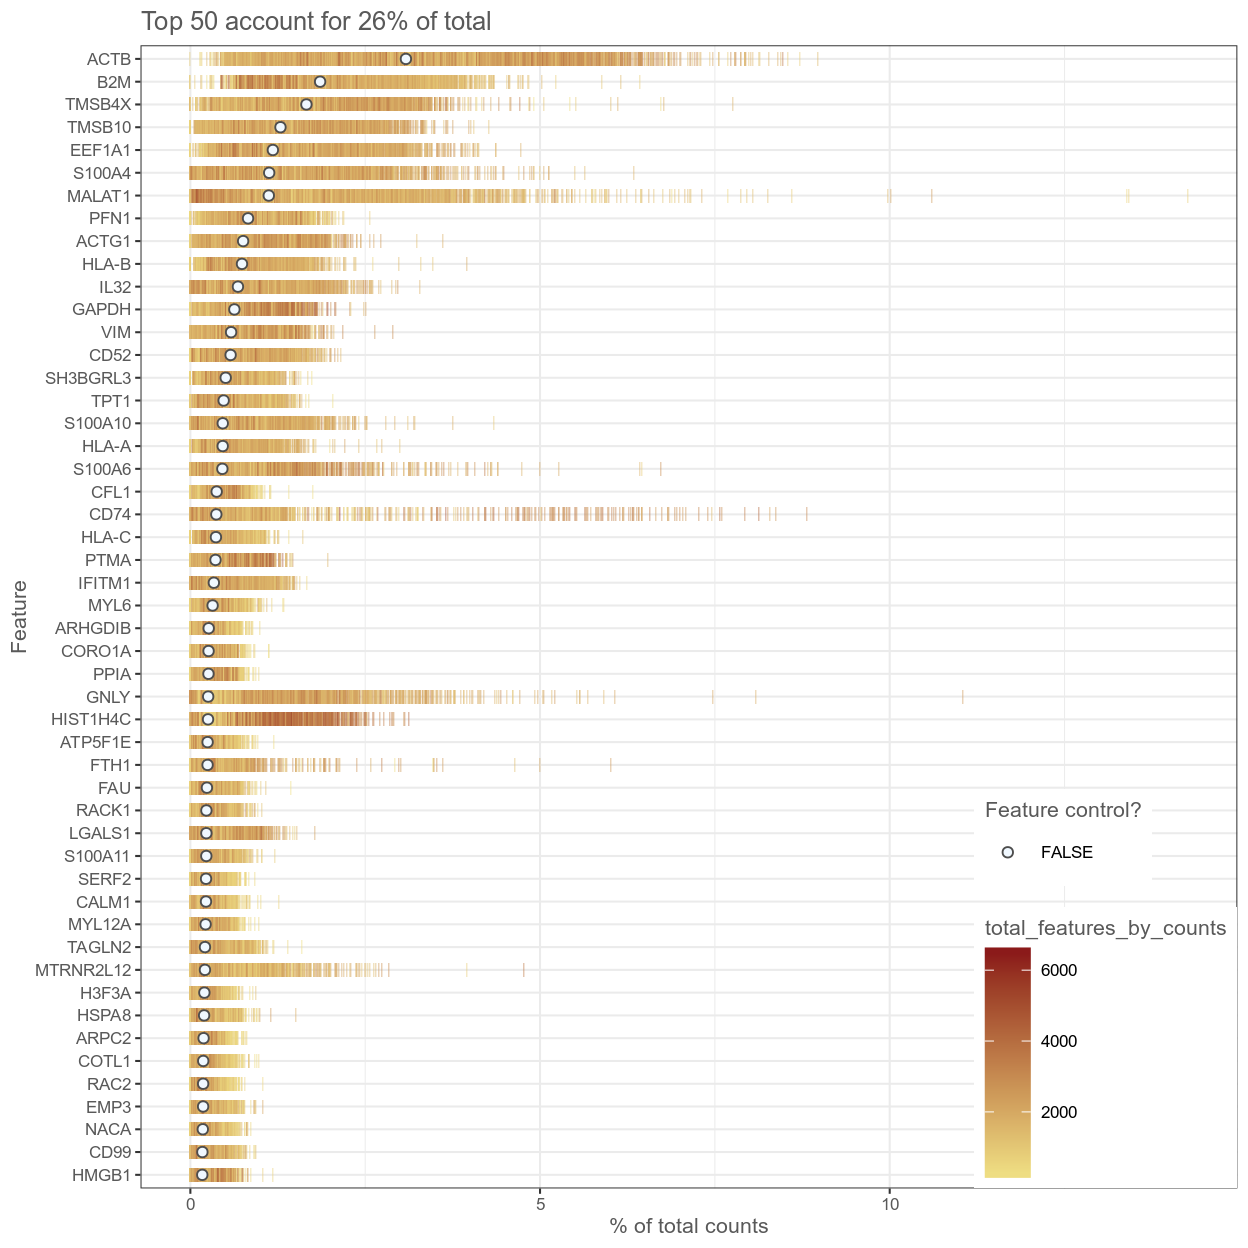 Top 50 account for 26% of total
ACTB
B2M
TMSB4X
TMSB10
EEF1A1
S100A4
MALAT1
PFN1
ACTG1
HLA-B
IL32
GAPDH
VIM
CD52
SH3BGRL3
TPT1
S100A10
HLA-A
S100A6
CFL1
CD74
HLA-C
PTMA
IFITM1
MYL6
ARHGDIB
CORO1A
PPIA
GNLY
HIST1H4C
ATP5F1E
FTH1
FAU
RACK1
LGALS1
S100A11
SERF2
CALM1
MYL12A
TAGLN2
MTRNR2L12
H3F3A
HSPA8
ARPC2
COTL1
RAC2
EMP3
NACA
CD99
HMGB1
Feature
0 5 10
% of total counts
Feature control?
FALSE
total_features_by_counts
6000
4000
2000